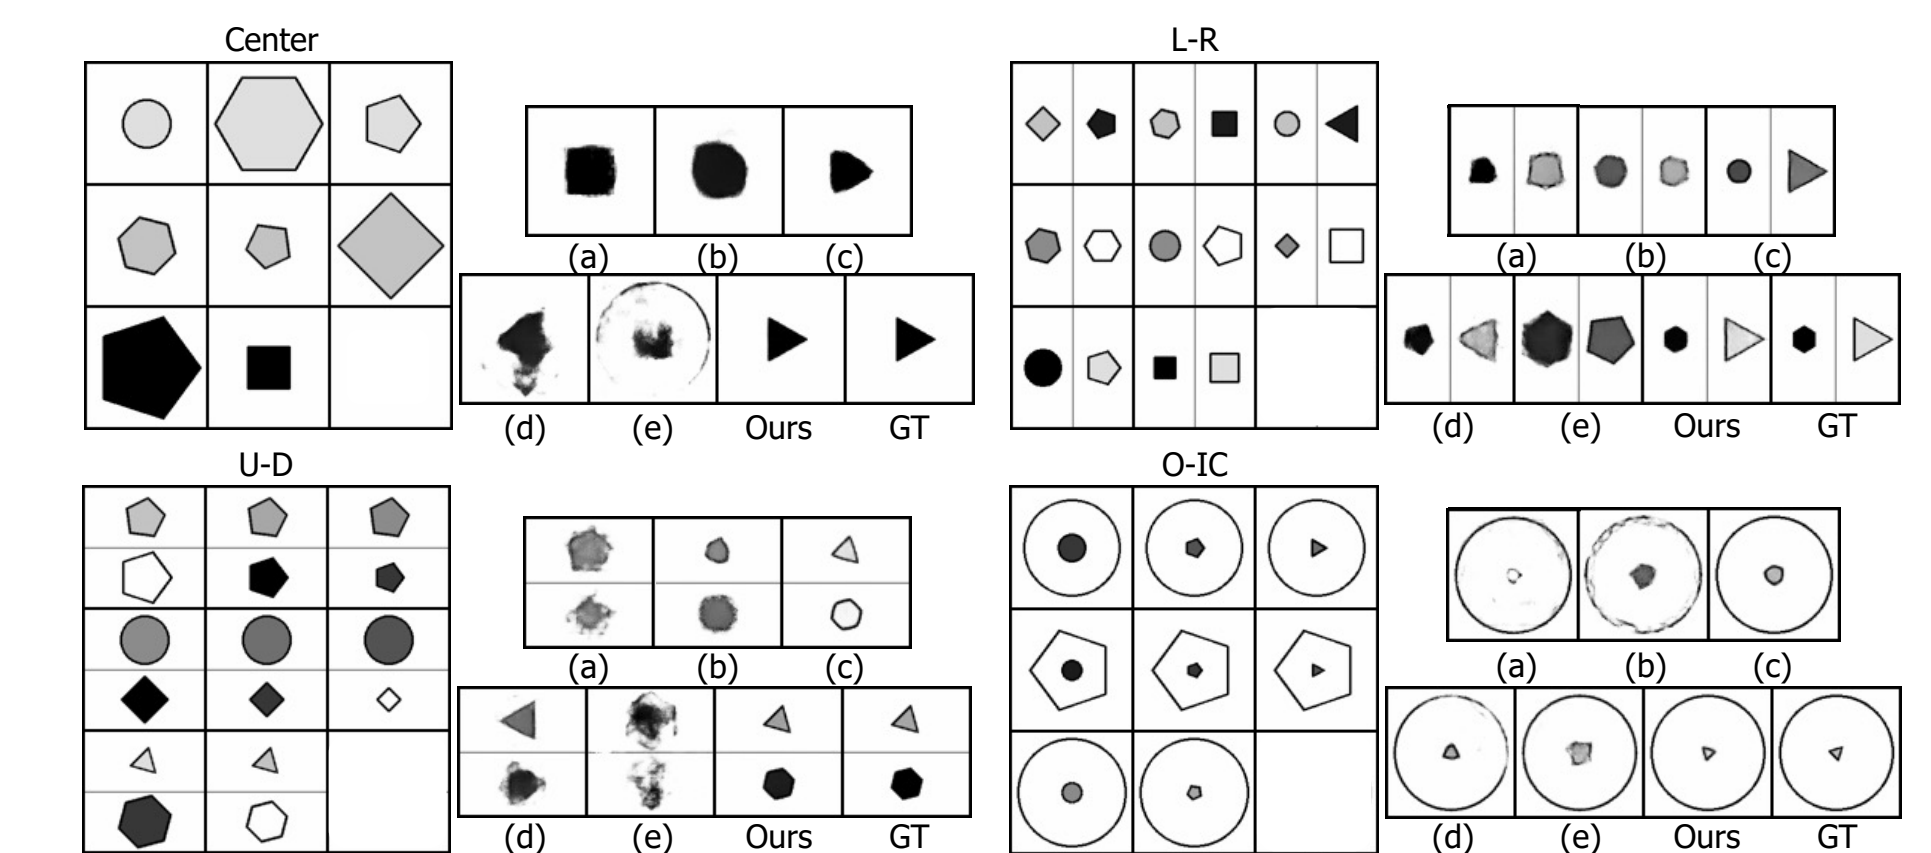 Center
(a) (b) (c)
(d) (e) Ours GT
L-R
(a) (b) (c)
(d) (e) Ours GT
U-D
(a) (b) (c)
(d) (e) Ours GT
O-IC
(a) (b) (c)
(d) (e) Ours GT